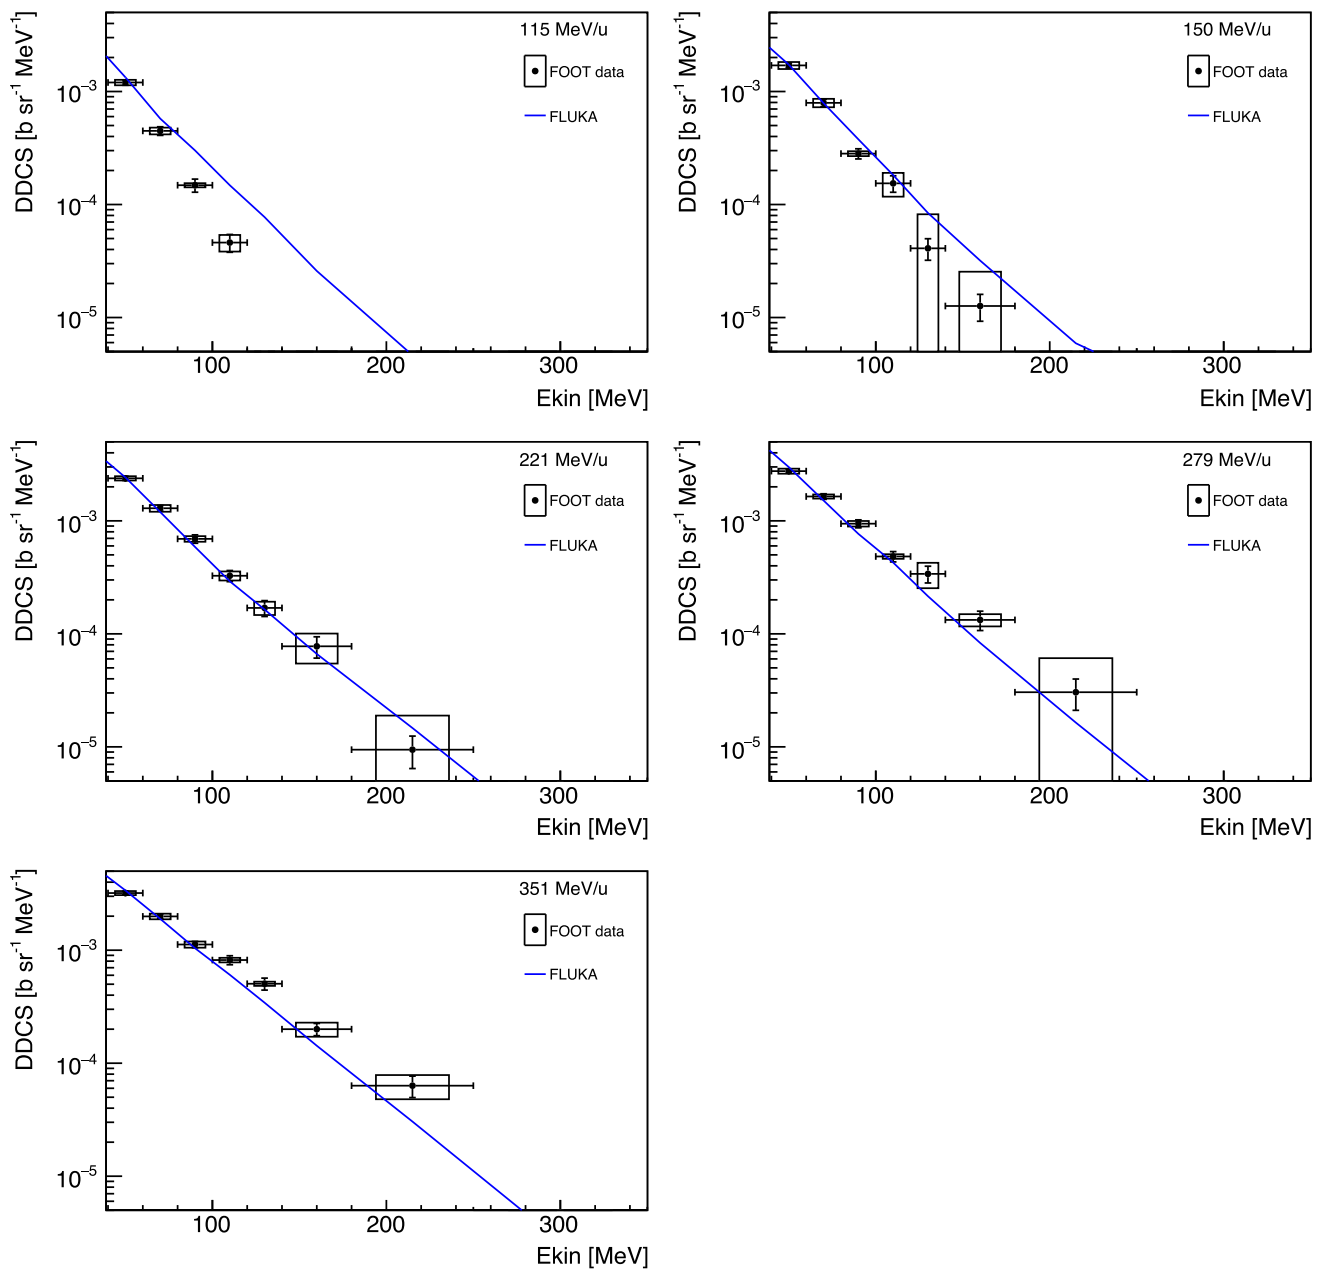 115 MeV/u
FOOT data
FLUKA
DDCS [b sr⁻¹ MeV⁻¹]
10⁻³
10⁻⁴
10⁻⁵
100 200 300
Ekin [MeV]
150 MeV/u
FOOT data
FLUKA
DDCS [b sr⁻¹ MeV⁻¹]
10⁻³
10⁻⁴
10⁻⁵
100 200 300
Ekin [MeV]
221 MeV/u
FOOT data
FLUKA
DDCS [b sr⁻¹ MeV⁻¹]
10⁻³
10⁻⁴
10⁻⁵
100 200 300
Ekin [MeV]
279 MeV/u
FOOT data
FLUKA
DDCS [b sr⁻¹ MeV⁻¹]
10⁻³
10⁻⁴
10⁻⁵
100 200 300
Ekin [MeV]
351 MeV/u
FOOT data
FLUKA
DDCS [b sr⁻¹ MeV⁻¹]
10⁻³
10⁻⁴
10⁻⁵
100 200 300
Ekin [MeV]